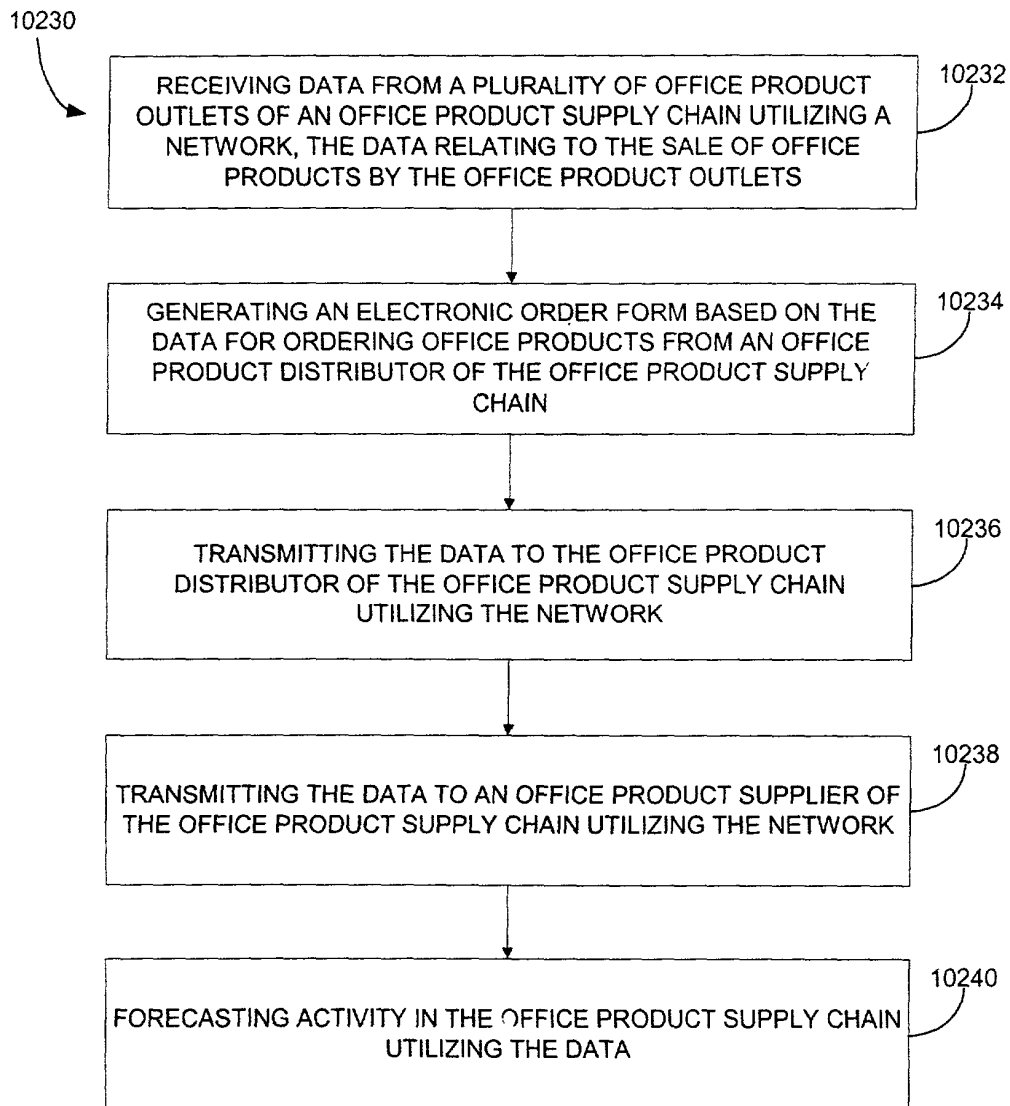 10230
RECEIVING DATA FROM A PLURALITY OF OFFICE PRODUCT
OUTLETS OF AN OFFICE PRODUCT SUPPLY CHAIN UTILIZING A
NETWORK, THE DATA RELATING TO THE SALE OF OFFICE
PRODUCTS BY THE OFFICE PRODUCT OUTLETS
10232
GENERATING AN ELECTRONIC ORDER FORM BASED ON THE
DATA FOR ORDERING OFFICE PRODUCTS FROM AN OFFICE
PRODUCT DISTRIBUTOR OF THE OFFICE PRODUCT SUPPLY
CHAIN
10234
TRANSMITTING THE DATA TO THE OFFICE PRODUCT
DISTRIBUTOR OF THE OFFICE PRODUCT SUPPLY CHAIN
UTILIZING THE NETWORK
10236
TRANSMITTING THE DATA TO AN OFFICE PRODUCT SUPPLIER OF
THE OFFICE PRODUCT SUPPLY CHAIN UTILIZING THE NETWORK
10238
FORECASTING ACTIVITY IN THE OFFICE PRODUCT SUPPLY CHAIN
UTILIZING THE DATA
10240